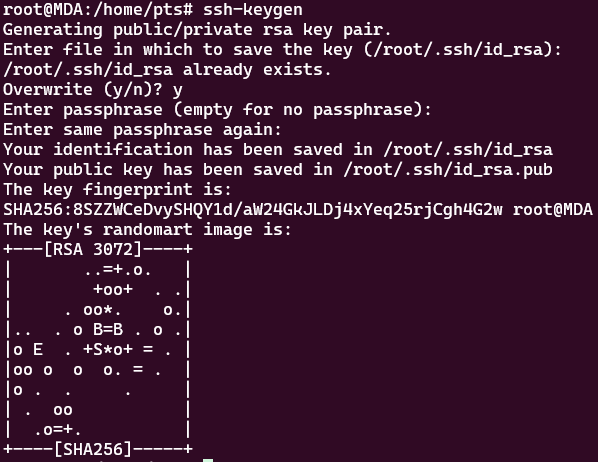 root@MDA:/home/pts# ssh-keygen
Generating public/private rsa key pair.
Enter file in which to save the key (/root/.ssh/id_rsa):
/root/.ssh/id_rsa already exists.
Overwrite (y/n)? y
Enter passphrase (empty for no passphrase):
Enter same passphrase again:
Your identification has been saved in /root/.ssh/id_rsa
Your public key has been saved in /root/.ssh/id_rsa.pub
The key fingerprint is:
SHA256:8SZZWCeDvySHQY1d/aW24GkJLDj4xYeq25rjCgh4G2w root@MDA
The key's randomart image is:
+---[RSA 3072]----+
|       ..=+.o.   |
|        +oo+  . .|
|     . oo*.    o.|
|..  . o B=B . o .|
|o E  . +S*o+ = . |
|oo o  o  o. = .  |
|o .  .     .     |
| .  oo           |
|  .o=+.          |
+----[SHA256]-----+